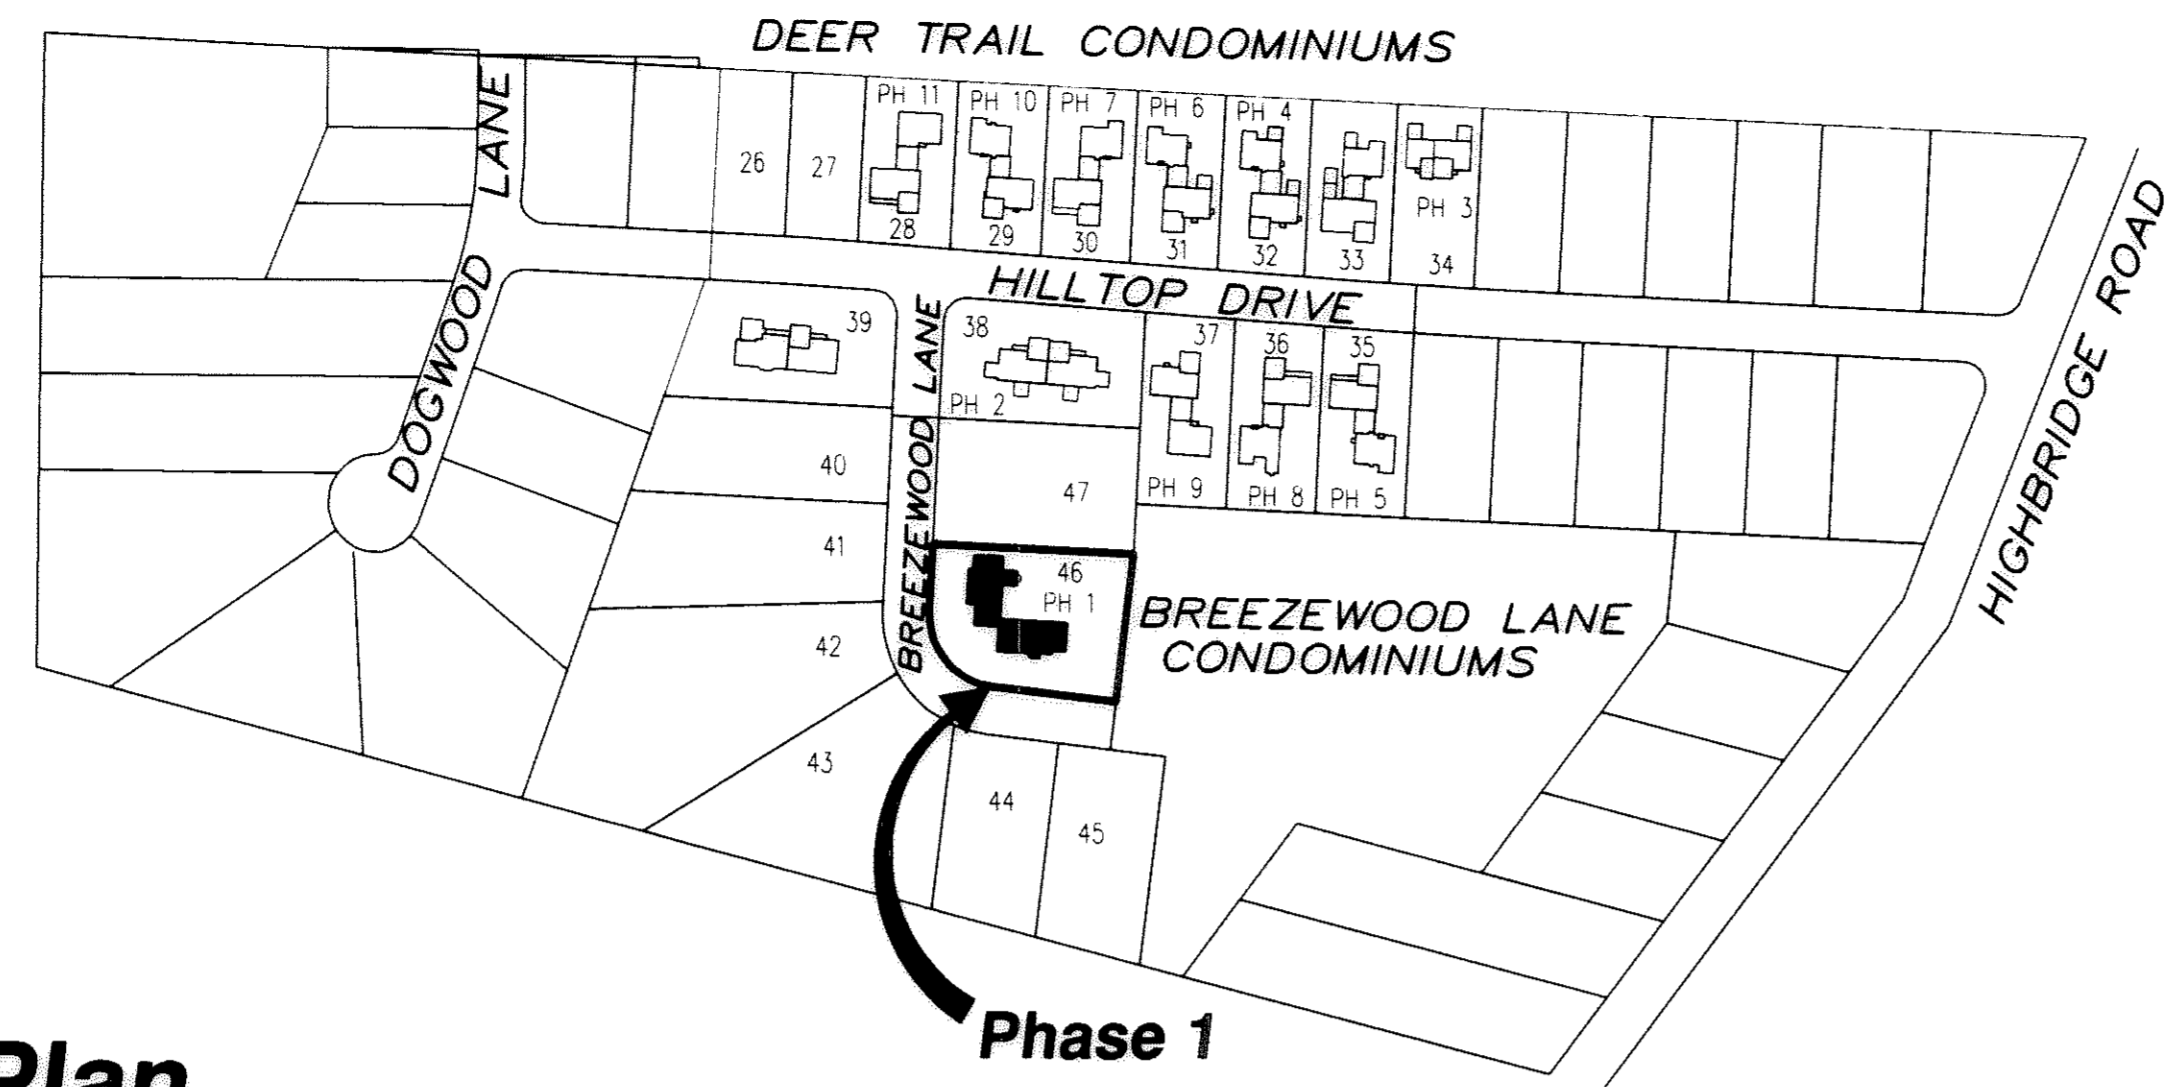 DEER TRAIL CONDOMINIUMS
LANE
PH 11
PH 10
PH 7
PH 6
PH 4
26
27
28
29
30
31
32
33
PH 3
34
HILLTOP DRIVE
HIGHBRIDGE ROAD
DOGWOOD
39
LANE
38
PH 2
37
36
35
PH 9
PH 8
PH 5
BREEZEWOOD
40
47
41
46
PH 1
BREEZEWOOD LANE
CONDOMINIUMS
42
43
44
45
Phase 1
Plan